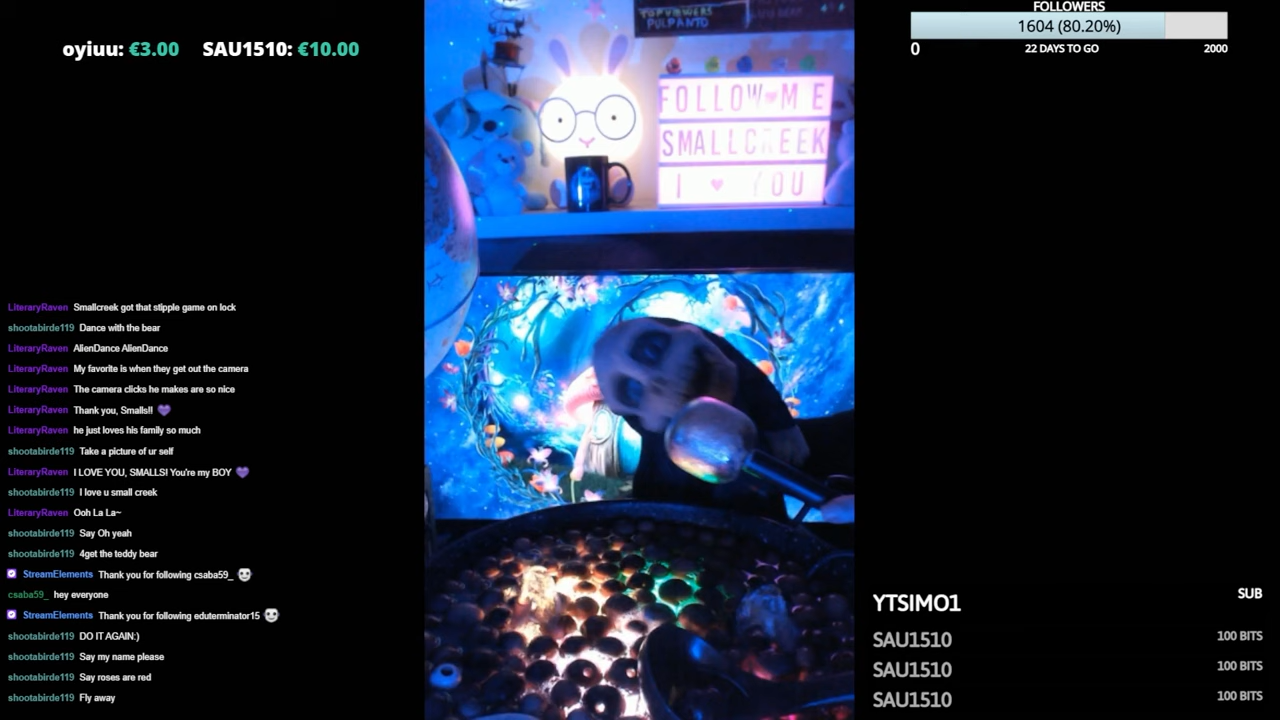 oyiuu: €3.00 SAU1510: €10.00
FOLLOWERS
1604 (80.20%)
0 22 DAYS TO GO 2000
PULPANTO
FOLLOW♥ME
SMALLCREEK
I ♥ YOU
LiteraryRaven Smallcreek got that stipple game on lock
shootabirde119 Dance with the bear
LiteraryRaven AlienDance AlienDance
LiteraryRaven My favorite is when they get out the camera
LiteraryRaven The camera clicks he makes are so nice
LiteraryRaven Thank you, Smalls!! 💜
LiteraryRaven he just loves his family so much
shootabirde119 Take a picture of ur self
LiteraryRaven I LOVE YOU, SMALLS! You're my BOY 💜
shootabirde119 I love u small creek
LiteraryRaven Ooh La La~
shootabirde119 Say Oh yeah
shootabirde119 4get the teddy bear
StreamElements Thank you for following csaba59_
csaba59_ hey everyone
StreamElements Thank you for following eduterminator15
shootabirde119 DO IT AGAIN:)
shootabirde119 Say my name please
shootabirde119 Say roses are red
shootabirde119 Fly away
YTSIMO1 SUB
SAU1510 100 BITS
SAU1510 100 BITS
SAU1510 100 BITS